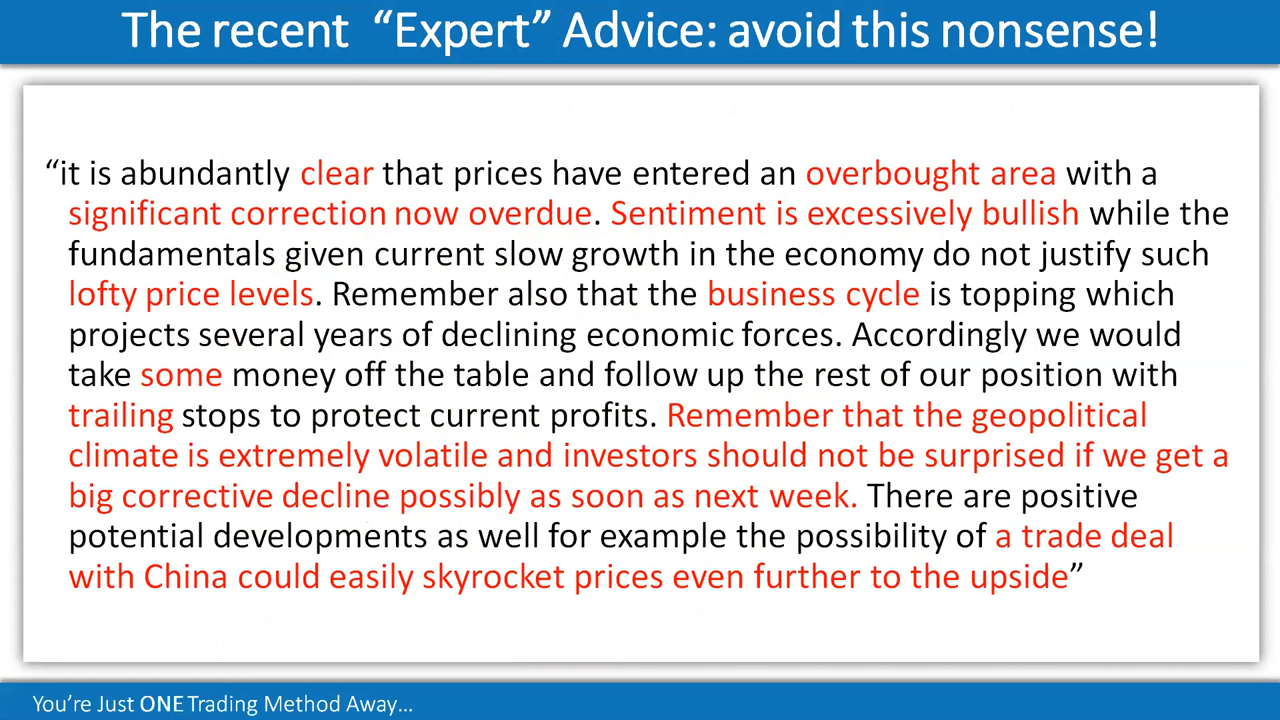 The recent “Expert” Advice: avoid this nonsense!
“it is abundantly clear that prices have entered an overbought area with a
significant correction now overdue. Sentiment is excessively bullish while the
fundamentals given current slow growth in the economy do not justify such
lofty price levels. Remember also that the business cycle is topping which
projects several years of declining economic forces. Accordingly we would
take some money off the table and follow up the rest of our position with
trailing stops to protect current profits. Remember that the geopolitical
climate is extremely volatile and investors should not be surprised if we get a
big corrective decline possibly as soon as next week. There are positive
potential developments as well for example the possibility of a trade deal
with China could easily skyrocket prices even further to the upside”
You’re Just ONE Trading Method Away…